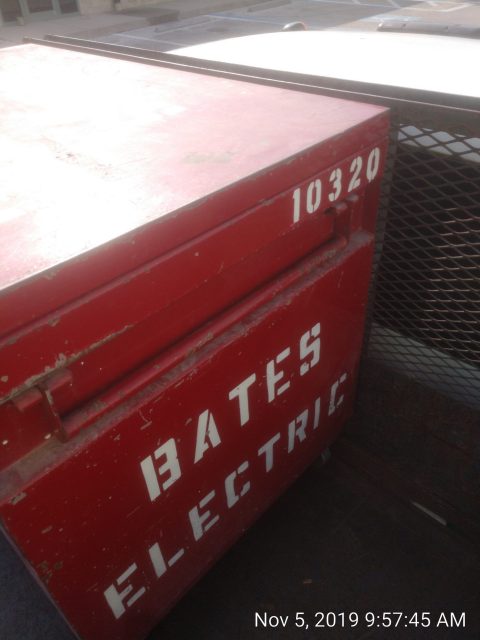 10320
BATES
ELECTRIC
Nov 5, 2019 9:57:45 AM